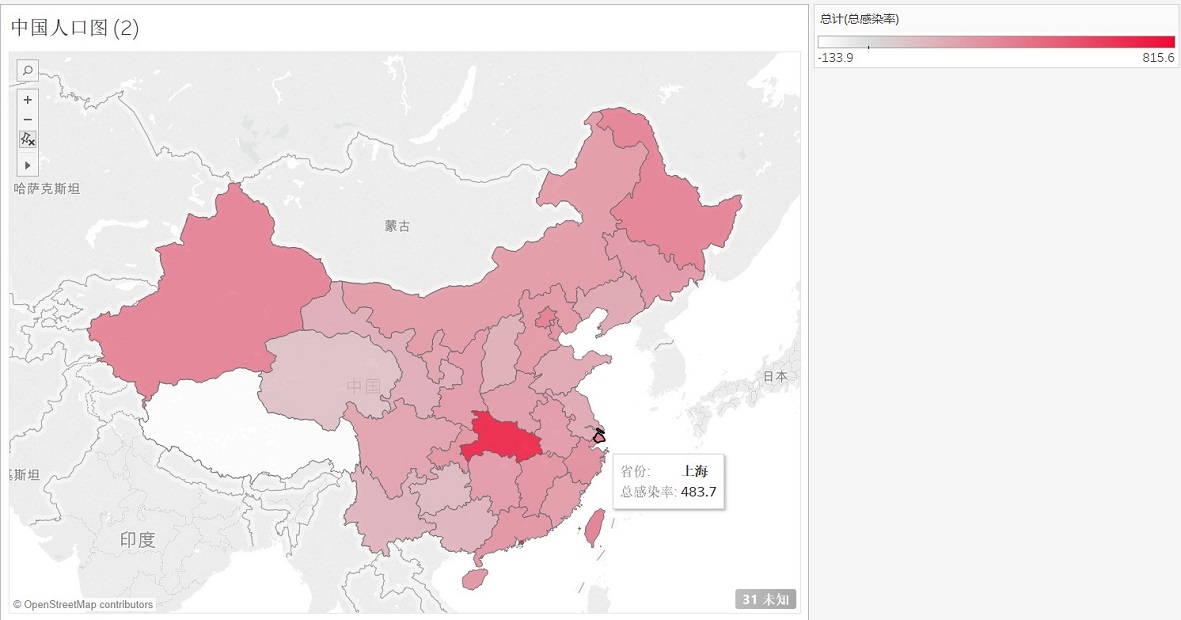 中国人口图 (2)
总计(总感染率)
-133.9
815.6
哈萨克斯坦
蒙古
中国
日本
省份: 上海
总感染率: 483.7
基斯坦
印度
© OpenStreetMap contributors
31 未知